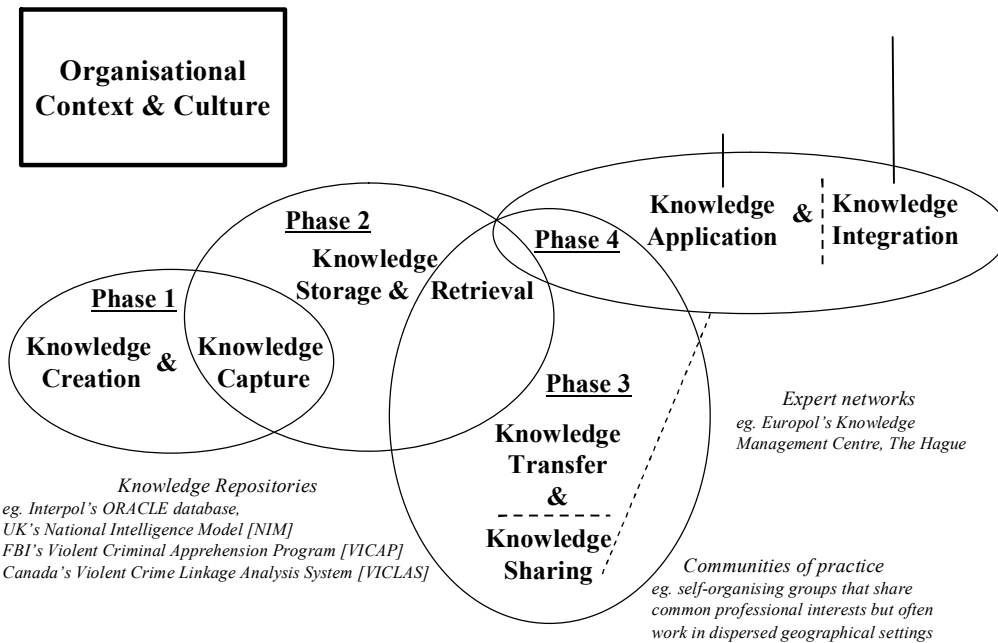 Organisational
Context & Culture
Phase 1
Knowledge
Creation
&
Knowledge
Capture
Phase 2
Knowledge
Storage &
Retrieval
Phase 3
Knowledge
Transfer
&
Knowledge
Sharing
Phase 4
Knowledge
Application
&
Knowledge
Integration
Knowledge Repositories
eg. Interpol's ORACLE database,
UK's National Intelligence Model [NIM]
FBI's Violent Criminal Apprehension Program [VICAP]
Canada's Violent Crime Linkage Analysis System [VICLAS]
Expert networks
eg. Europol's Knowledge
Management Centre, The Hague
Communities of practice
eg. self-organising groups that share
common professional interests but often
work in dispersed geographical settings